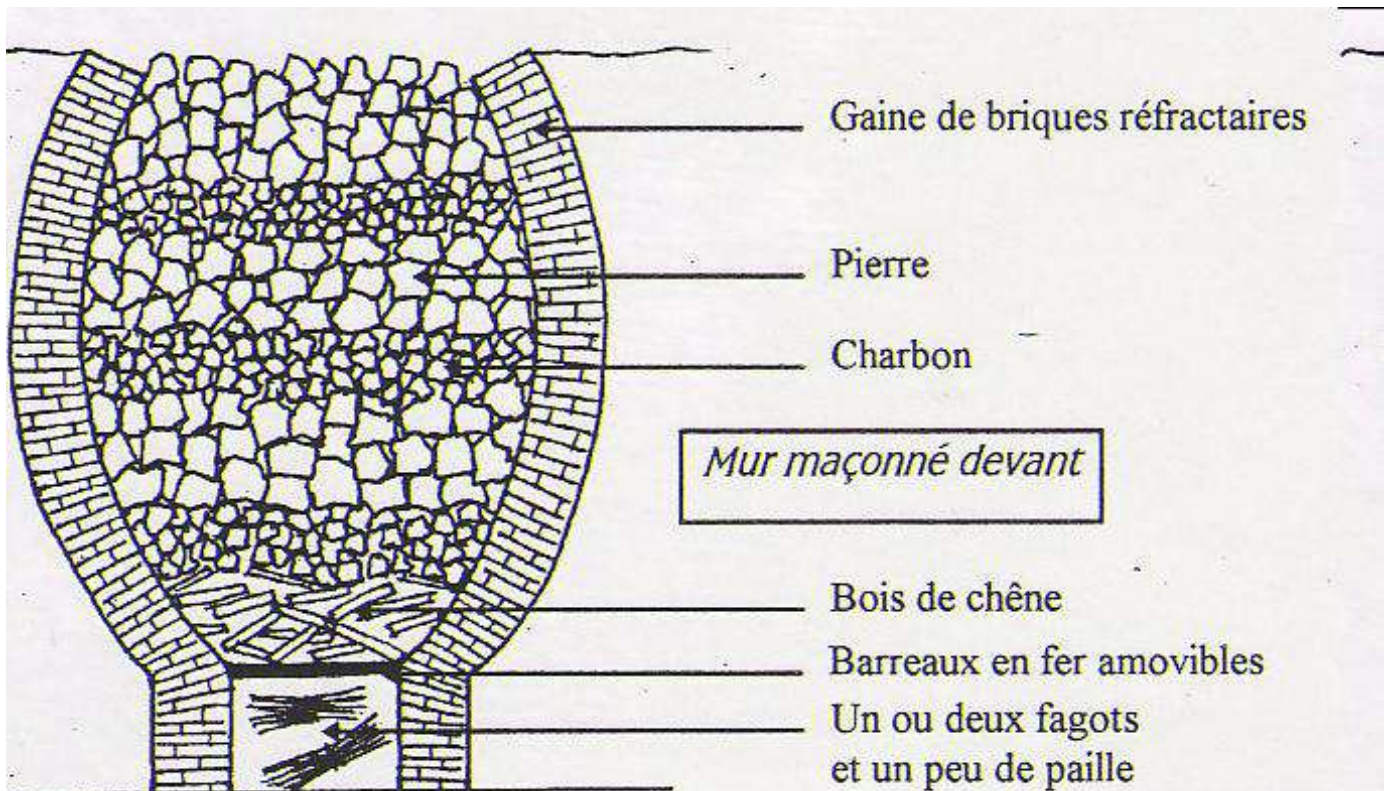 Gaine de briques réfractaires
Pierre
Charbon
Mur maçonné devant
Bois de chêne
Barreaux en fer amovibles
Un ou deux fagots
et un peu de paille